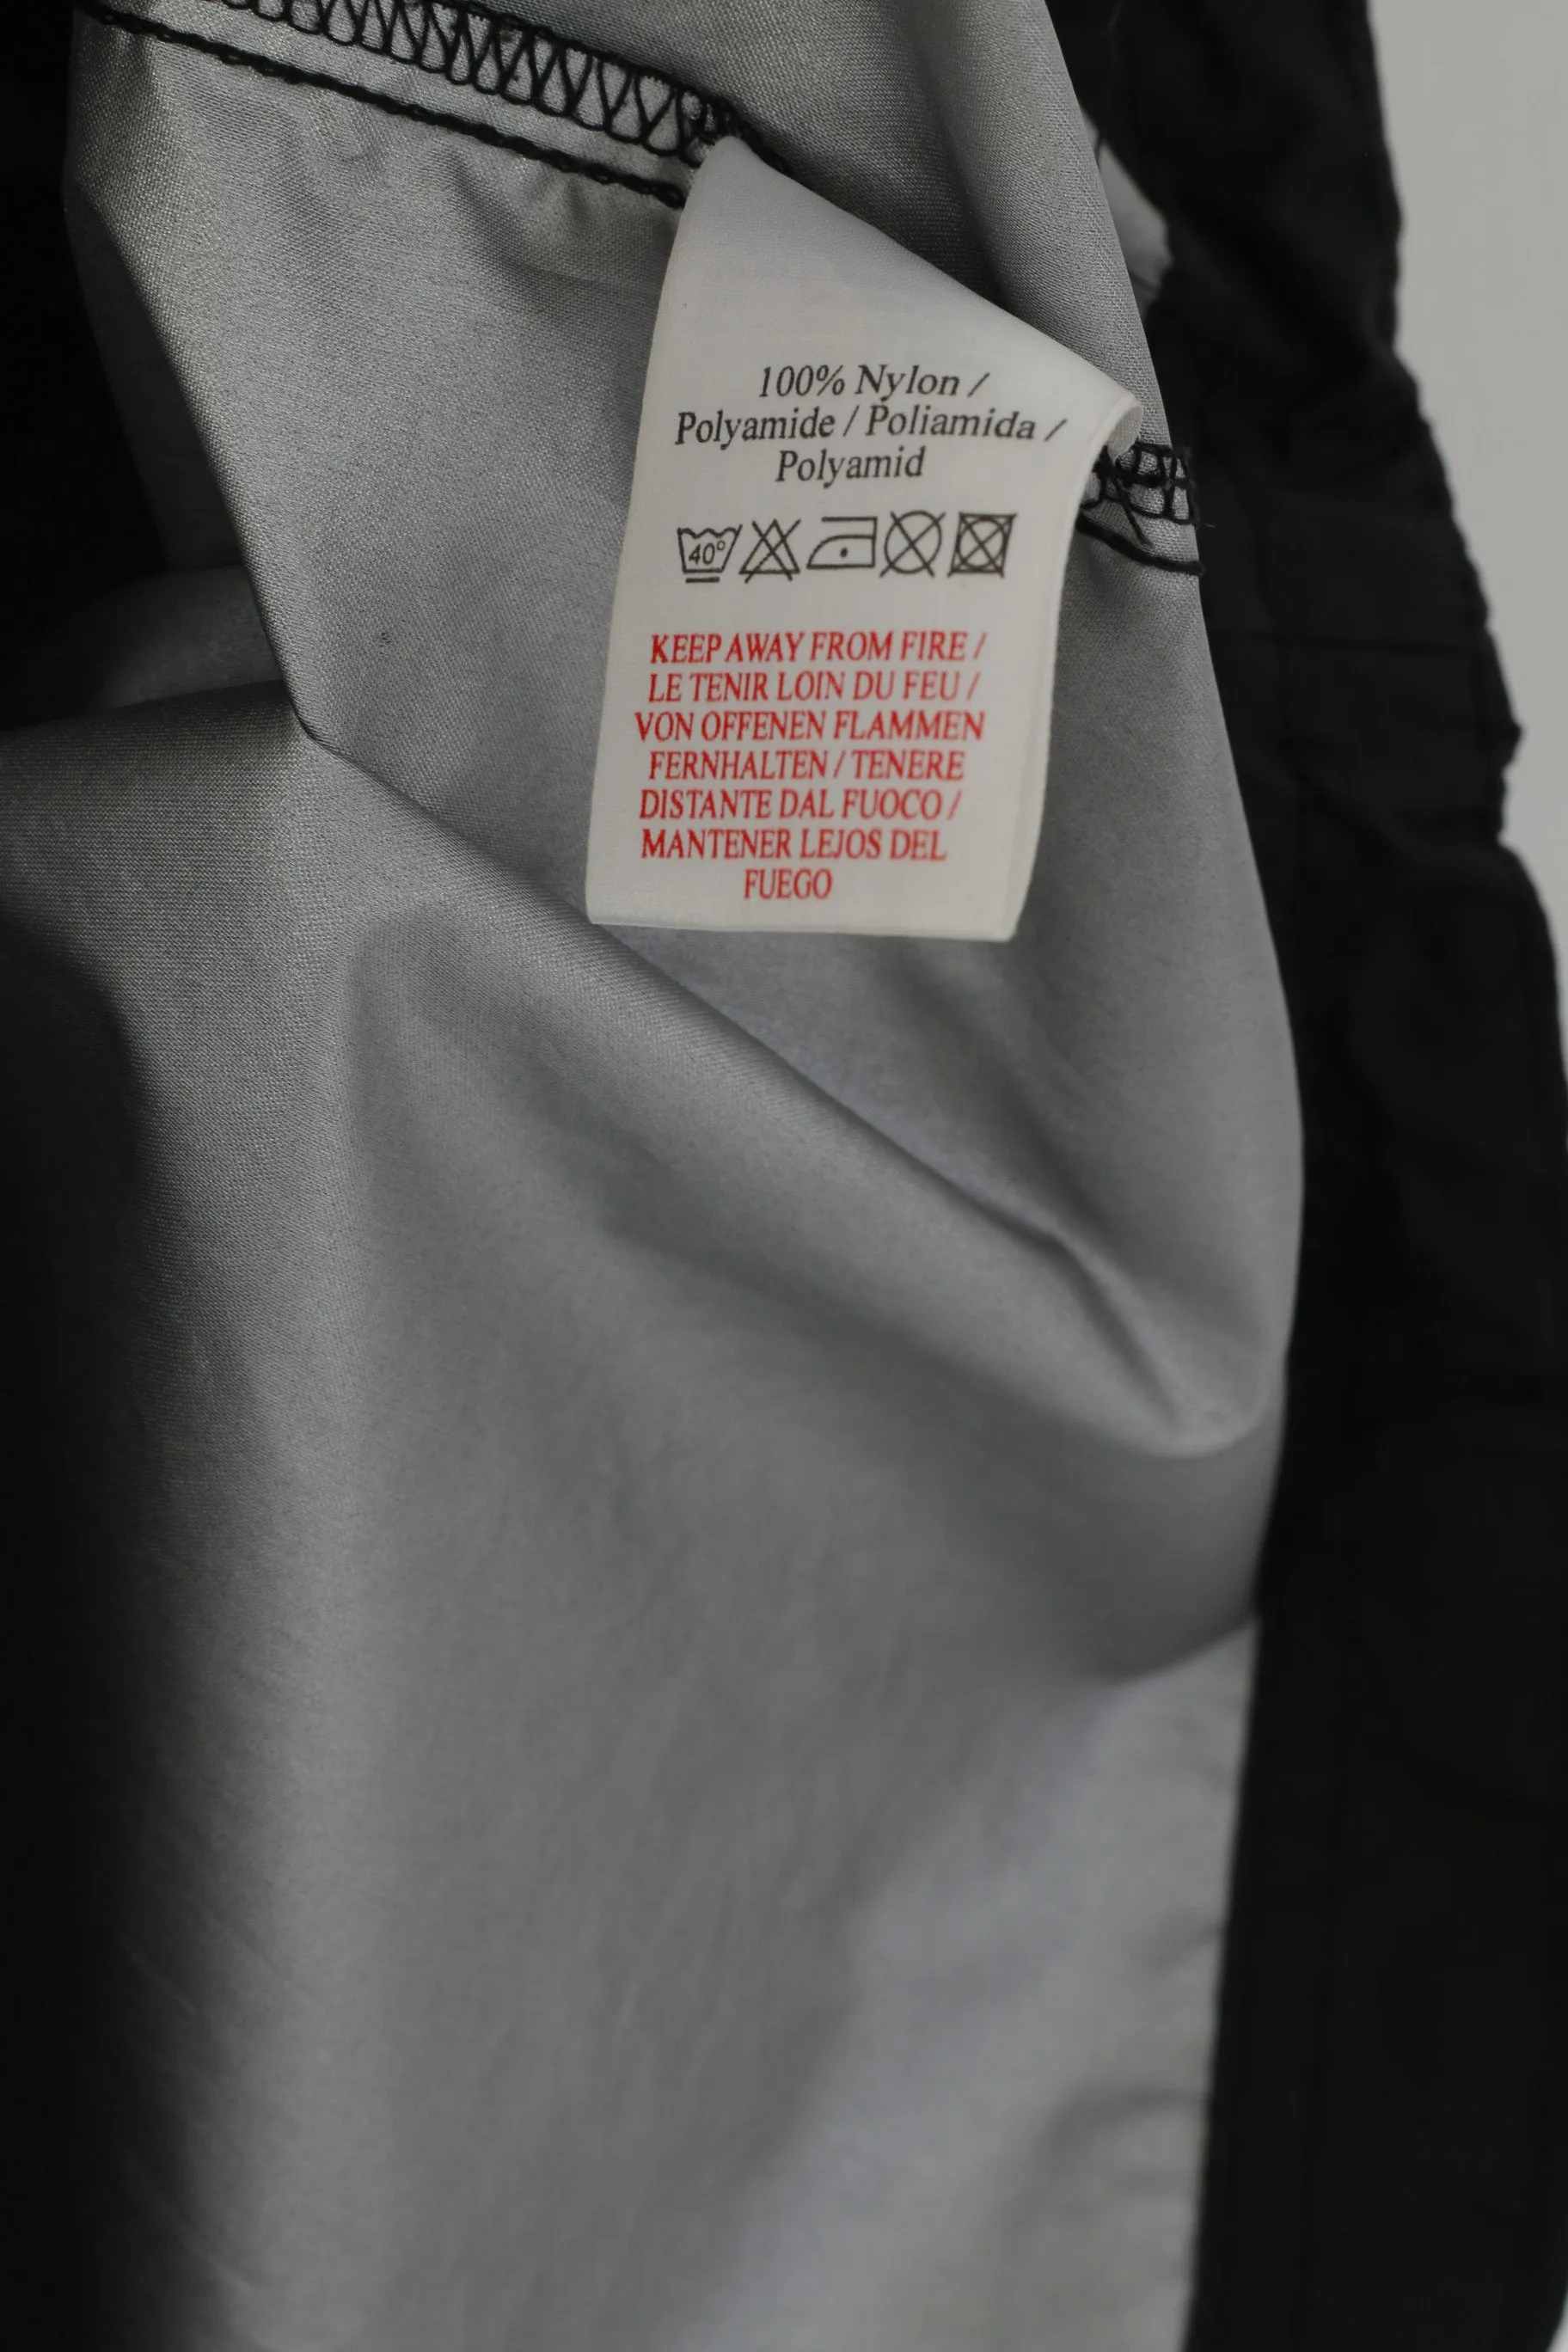 100% Nylon /
Polyamide / Poliamida /
Polyamid
40°
KEEP AWAY FROM FIRE /
LE TENIR LOIN DU FEU /
VON OFFENEN FLAMMEN
FERNHALTEN / TENERE
DISTANTE DAL FUOCO /
MANTENER LEJOS DEL
FUEGO